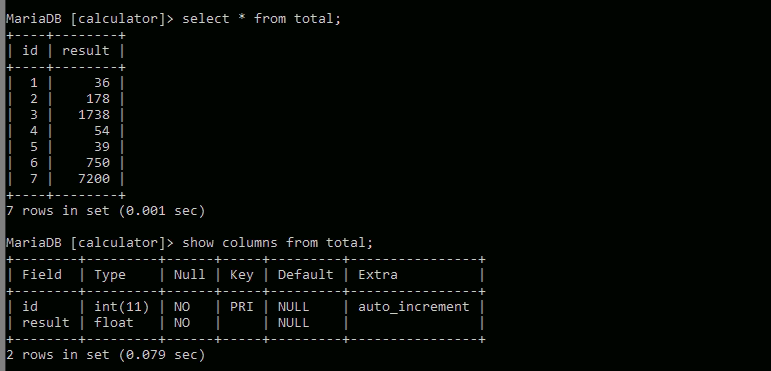 MariaDB [calculator]> select * from total;
+----+--------+
| id | result |
+----+--------+
|  1 |     36 |
|  2 |    178 |
|  3 |   1738 |
|  4 |     54 |
|  5 |     39 |
|  6 |    750 |
|  7 |   7200 |
+----+--------+
7 rows in set (0.001 sec)

MariaDB [calculator]> show columns from total;
+--------+---------+------+-----+---------+----------------+
| Field  | Type    | Null | Key | Default | Extra          |
+--------+---------+------+-----+---------+----------------+
| id     | int(11) | NO   | PRI | NULL    | auto_increment |
| result | float   | NO   |     | NULL    |                |
+--------+---------+------+-----+---------+----------------+
2 rows in set (0.079 sec)